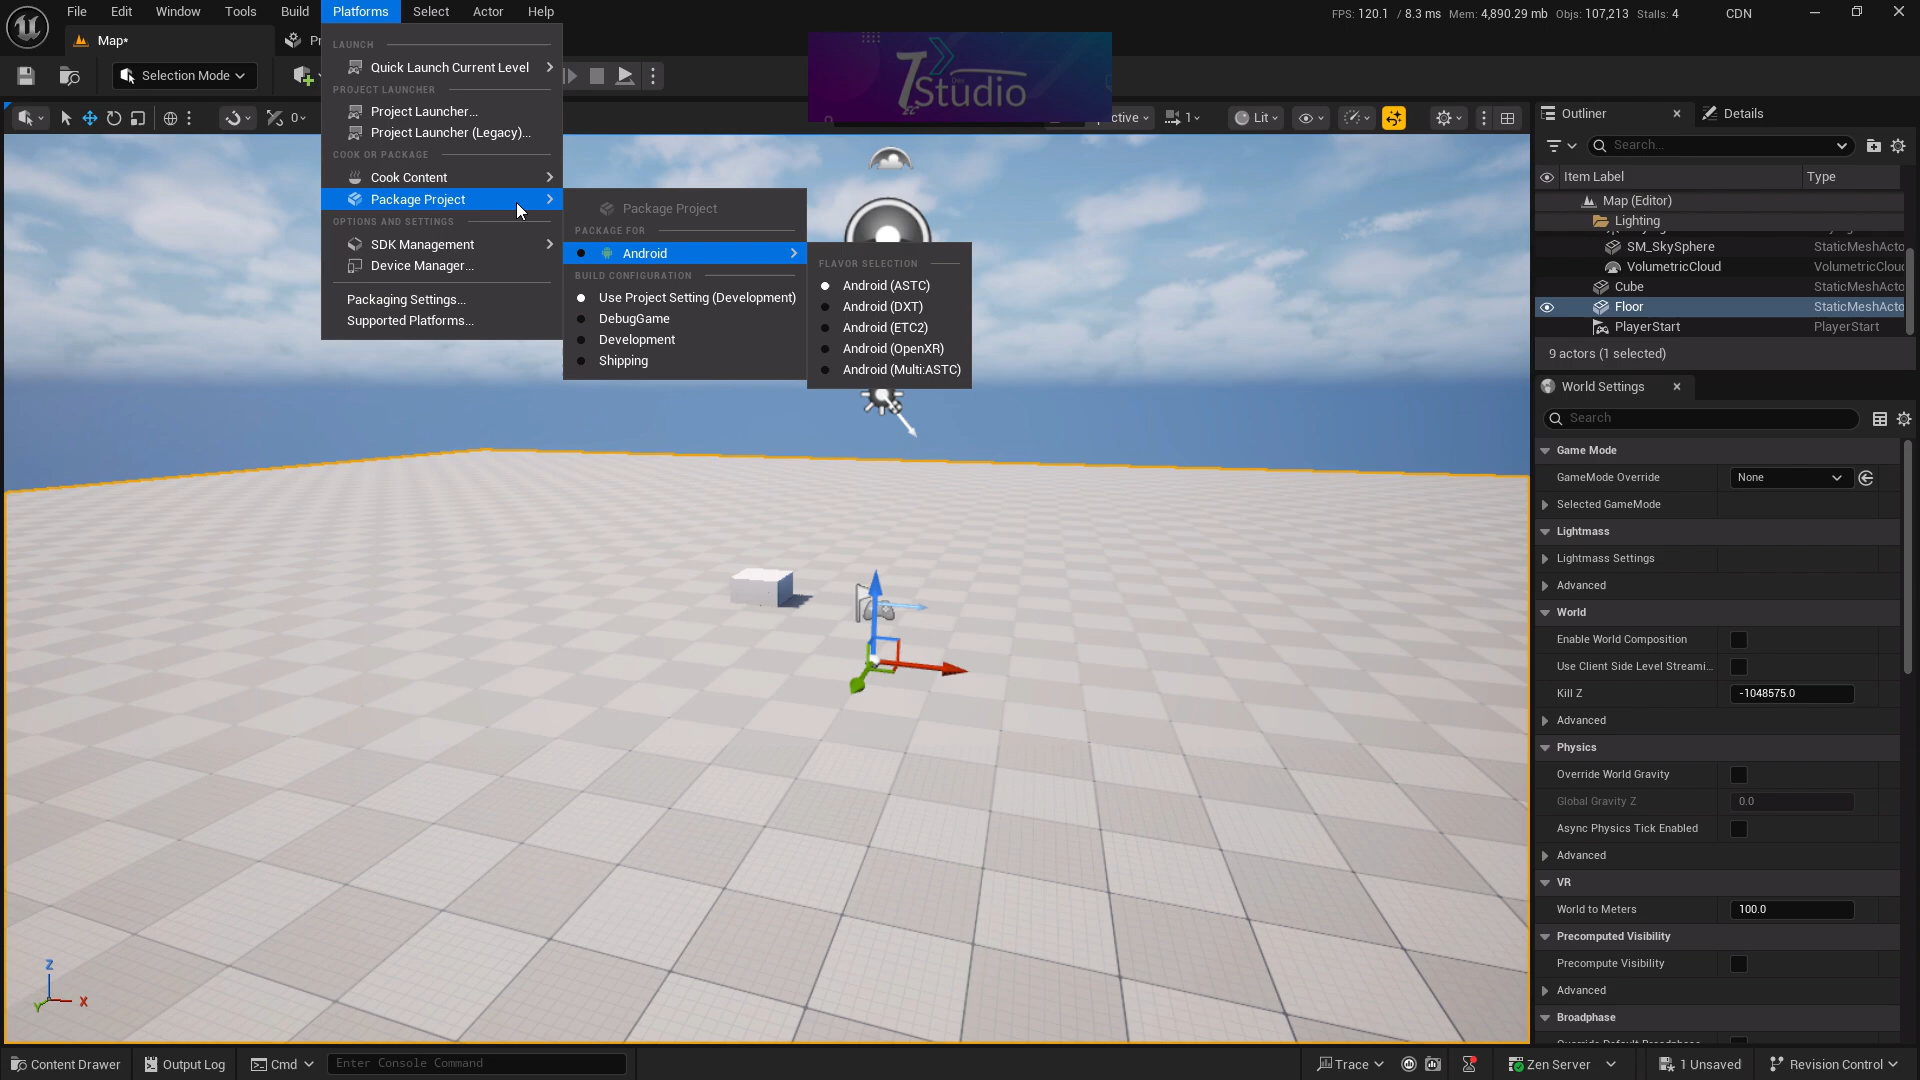 File Edit Window Tools Build Platforms Select Actor Help
FPS: 120.1 / 8.3 ms Mem: 4,890.29 mb Objs: 107,213 Stalls: 4 CDN
Map*
Selection Mode
LAUNCH
Quick Launch Current Level
PROJECT LAUNCHER
Project Launcher...
Project Launcher (Legacy)...
COOK OR PACKAGE
Cook Content
Package Project
OPTIONS AND SETTINGS
SDK Management
Device Manager...
Packaging Settings...
Supported Platforms...
Package Project
PACKAGE FOR
Android
BUILD CONFIGURATION
Use Project Setting (Development)
DebugGame
Development
Shipping
FLAVOR SELECTION
Android (ASTC)
Android (DXT)
Android (ETC2)
Android (OpenXR)
Android (Multi:ASTC)
7Studio
0
1
Lit
Outliner
Details
Search...
Item Label Type
Map (Editor)
Lighting
SM_SkySphere StaticMeshActo
VolumetricCloud VolumetricClou
Cube StaticMeshActo
Floor StaticMeshActo
PlayerStart PlayerStart
9 actors (1 selected)
World Settings
Search
Game Mode
GameMode Override None
Selected GameMode
Lightmass
Lightmass Settings
Advanced
World
Enable World Composition
Use Client Side Level Streami...
Kill Z -1048575.0
Advanced
Physics
Override World Gravity
Global Gravity Z 0.0
Async Physics Tick Enabled
Advanced
VR
World to Meters 100.0
Precomputed Visibility
Precompute Visibility
Advanced
Broadphase
Z
Y X
Content Drawer Output Log Cmd Enter Console Command Trace Zen Server 1 Unsaved Revision Control